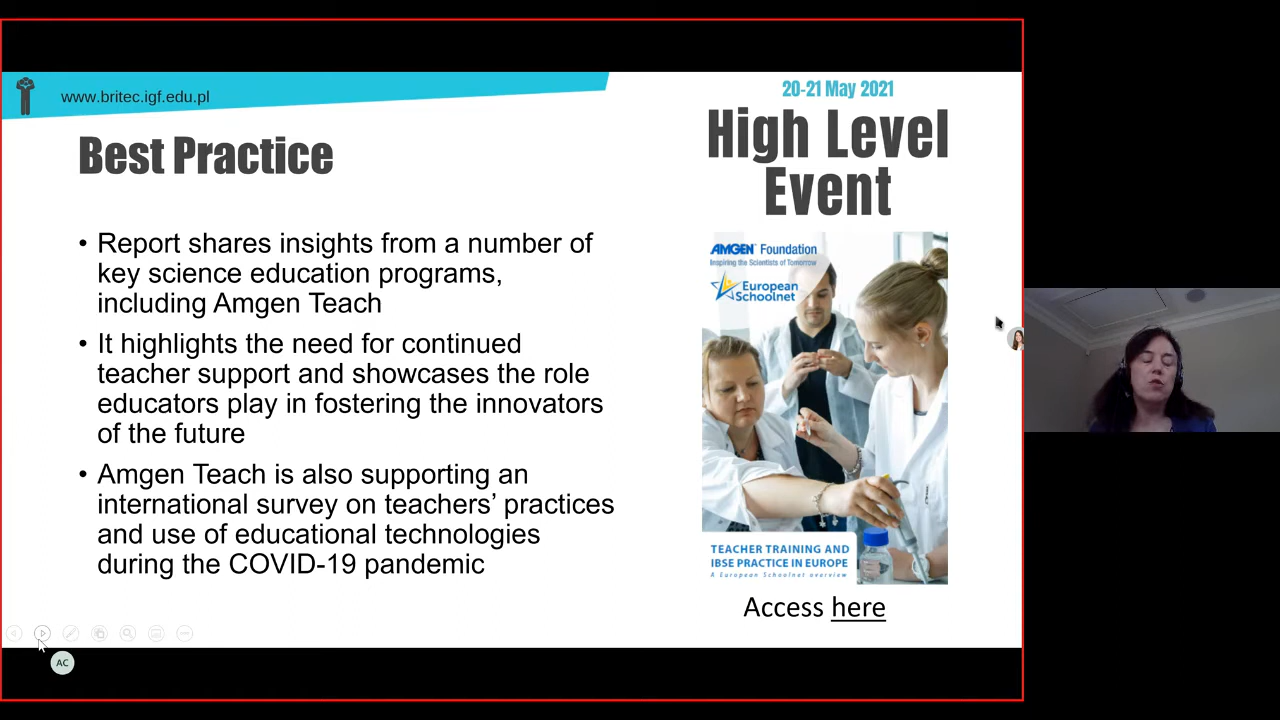 www.britec.igf.edu.pl
20-21 May 2021
High Level
Event
Best Practice
• Report shares insights from a number of
key science education programs,
including Amgen Teach
• It highlights the need for continued
teacher support and showcases the role
educators play in fostering the innovators
of the future
• Amgen Teach is also supporting an
international survey on teachers’ practices
and use of educational technologies
during the COVID-19 pandemic
AMGEN Foundation
Inspiring the Scientists of Tomorrow
European
Schoolnet
TEACHER TRAINING AND
IBSE PRACTICE IN EUROPE
A European Schoolnet overview
Access here
AC